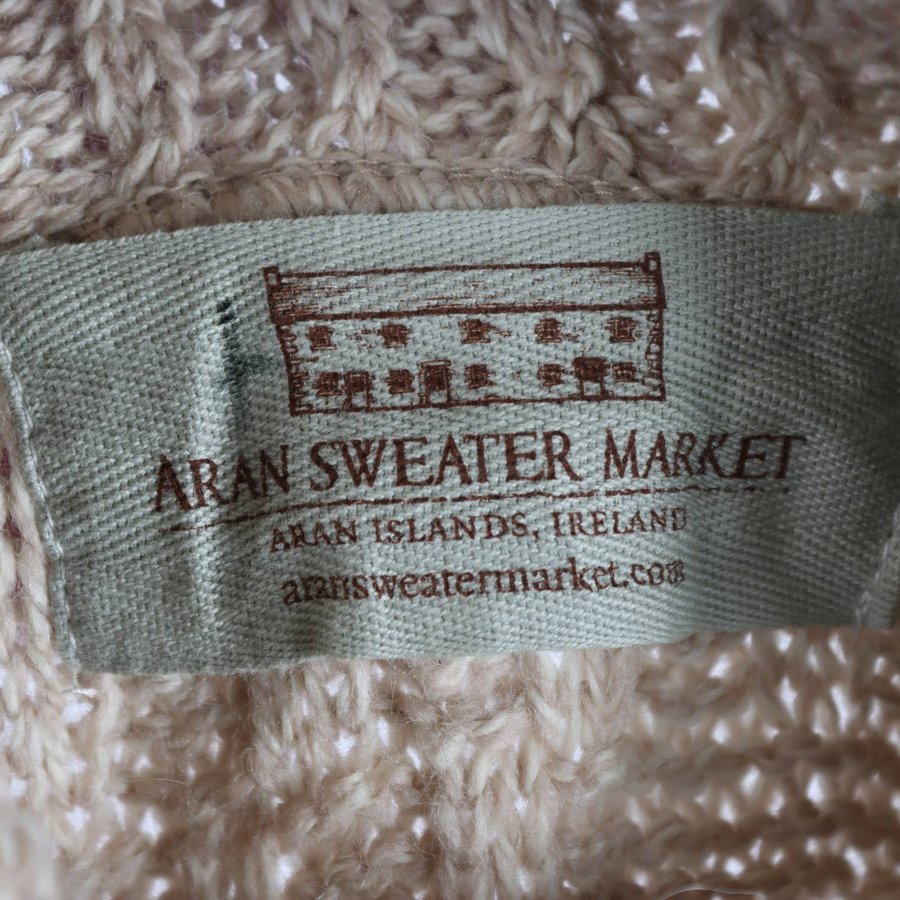 ARAN SWEATER MARKET
ARAN ISLANDS, IRELAND
aransweatermarket.com